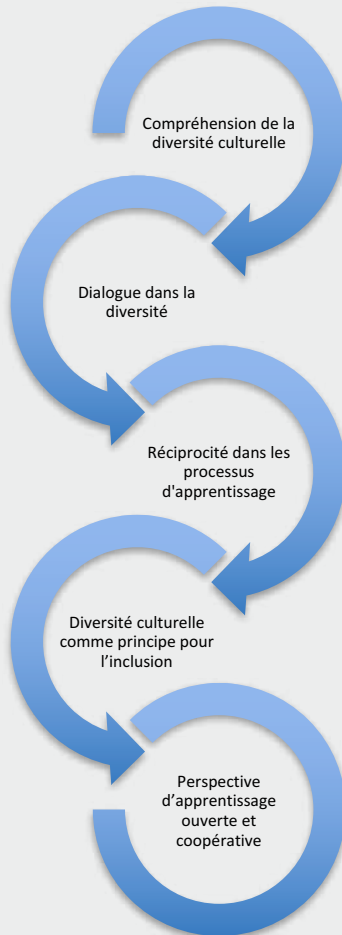 Compréhension de la
diversité culturelle
Dialogue dans la
diversité
Réciprocité dans les
processus
d'apprentissage
Diversité culturelle
comme principe pour
l’inclusion
Perspective
d’apprentissage
ouverte et
coopérative